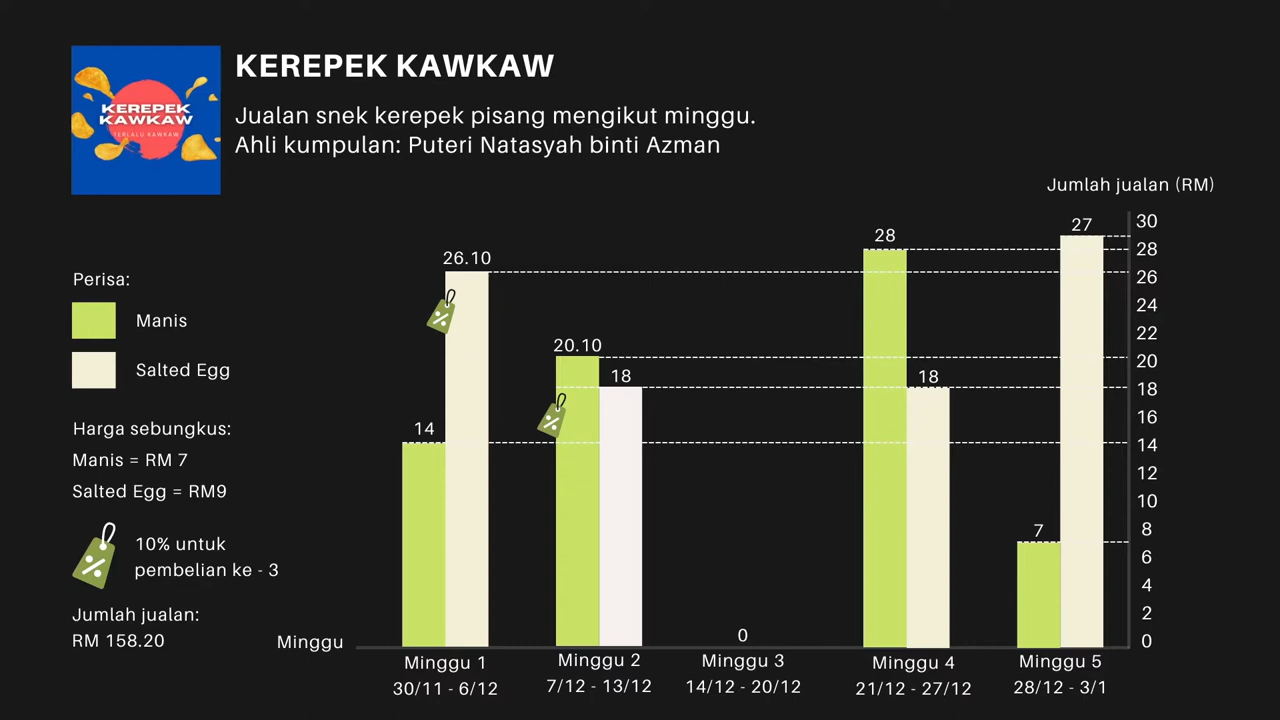 KEREPEK KAWKAW
Jualan snek kerepek pisang mengikut minggu.
Ahli kumpulan: Puteri Natasyah binti Azman
KEREPEK
KAWKAW
TERLALU KAWKAW
Jumlah jualan (RM)
30
28
26
24
22
20
18
16
14
12
10
8
6
4
2
0
Perisa:
Manis
Salted Egg
Harga sebungkus:
Manis = RM 7
Salted Egg = RM9
%
10% untuk
pembelian ke - 3
Jumlah jualan:
RM 158.20
14
26.10
%
20.10
18
%
0
28
18
7
27
Minggu
Minggu 1
30/11 - 6/12
Minggu 2
7/12 - 13/12
Minggu 3
14/12 - 20/12
Minggu 4
21/12 - 27/12
Minggu 5
28/12 - 3/1